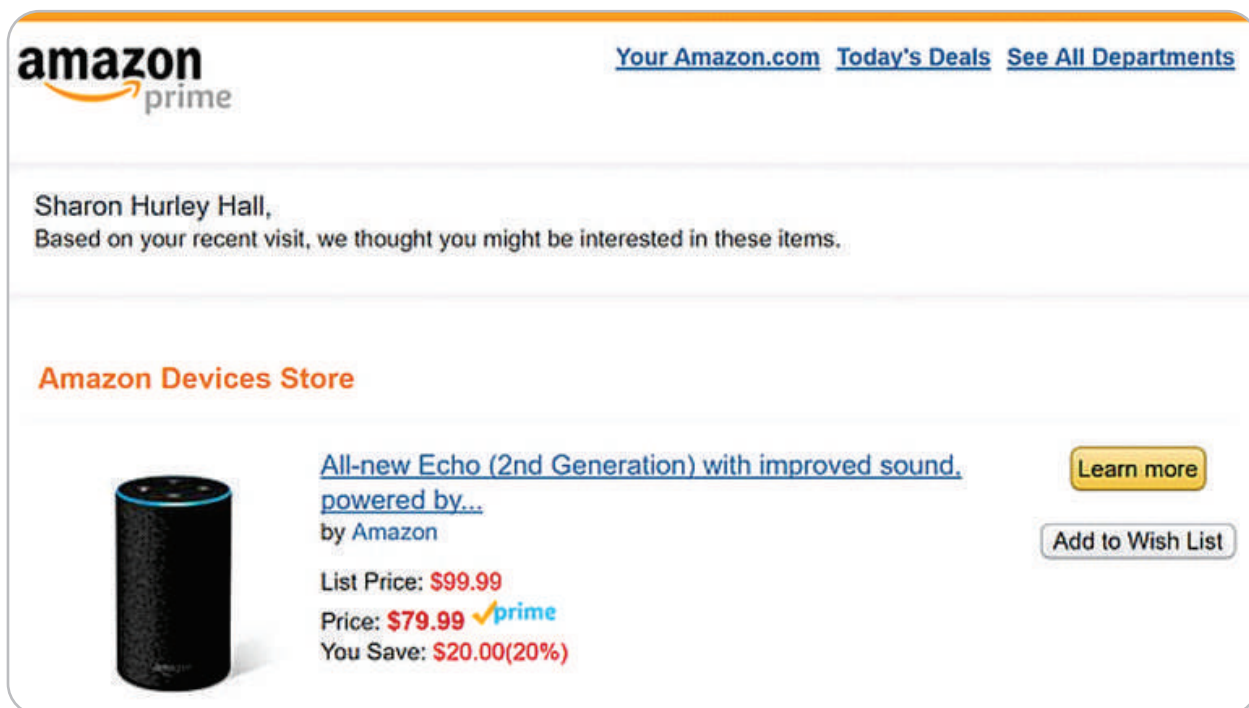 amazon
prime
Your Amazon.com Today's Deals See All Departments
Sharon Hurley Hall,
Based on your recent visit, we thought you might be interested in these items.
Amazon Devices Store
All-new Echo (2nd Generation) with improved sound,
powered by...
by Amazon
List Price: $99.99
Price: $79.99 prime
You Save: $20.00(20%)
Learn more
Add to Wish List
amazon